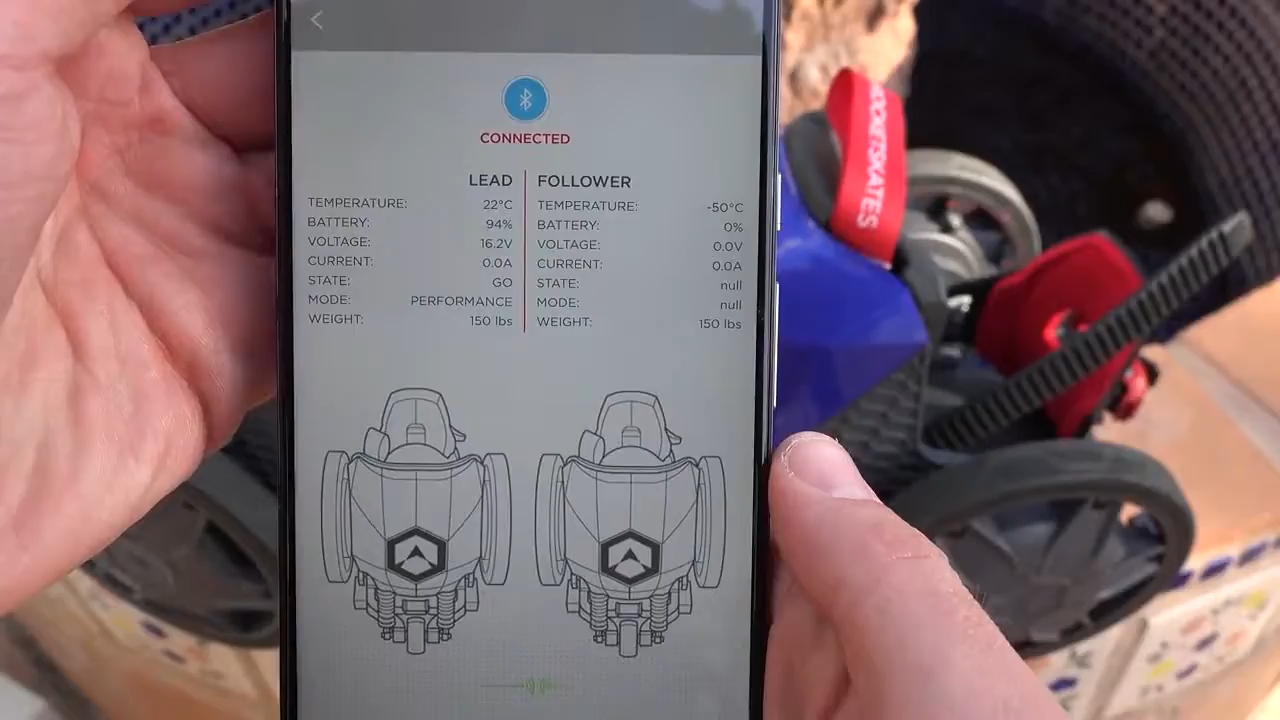 CONNECTED
LEAD FOLLOWER
TEMPERATURE: 22°C TEMPERATURE: -50°C
BATTERY: 94% BATTERY: 0%
VOLTAGE: 16.2V VOLTAGE: 0.0V
CURRENT: 0.0A CURRENT: 0.0A
STATE: GO STATE: null
MODE: PERFORMANCE MODE: null
WEIGHT: 150 lbs WEIGHT: 150 lbs
ROCKETSKATES